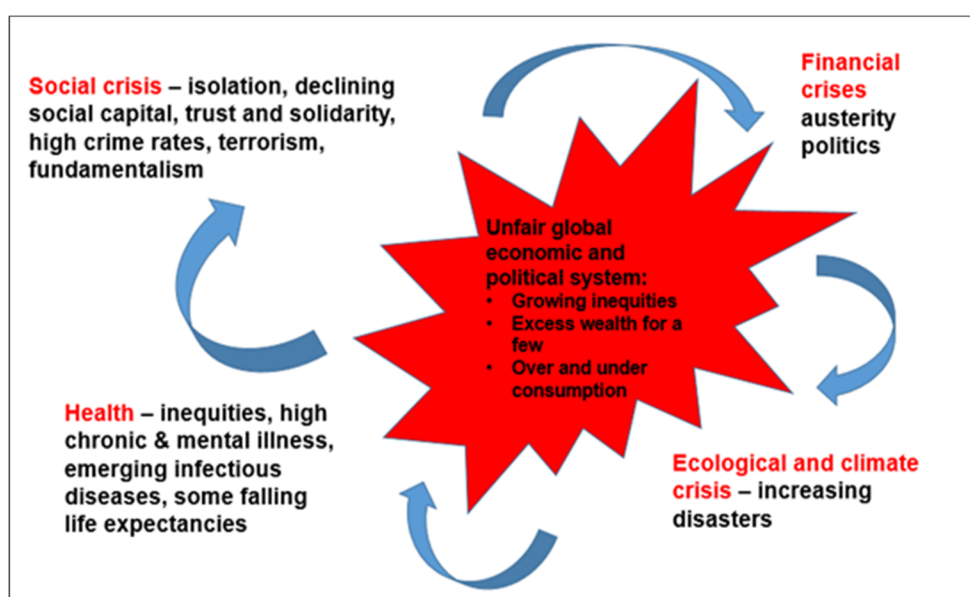 Social crisis – isolation, declining
social capital, trust and solidarity,
high crime rates, terrorism,
fundamentalism
Financial
crises
austerity
politics
Unfair global
economic and
political system:
• Growing inequities
• Excess wealth for a
few
• Over and under
consumption
Health – inequities, high
chronic & mental illness,
emerging infectious
diseases, some falling
life expectancies
Ecological and climate
crisis – increasing
disasters